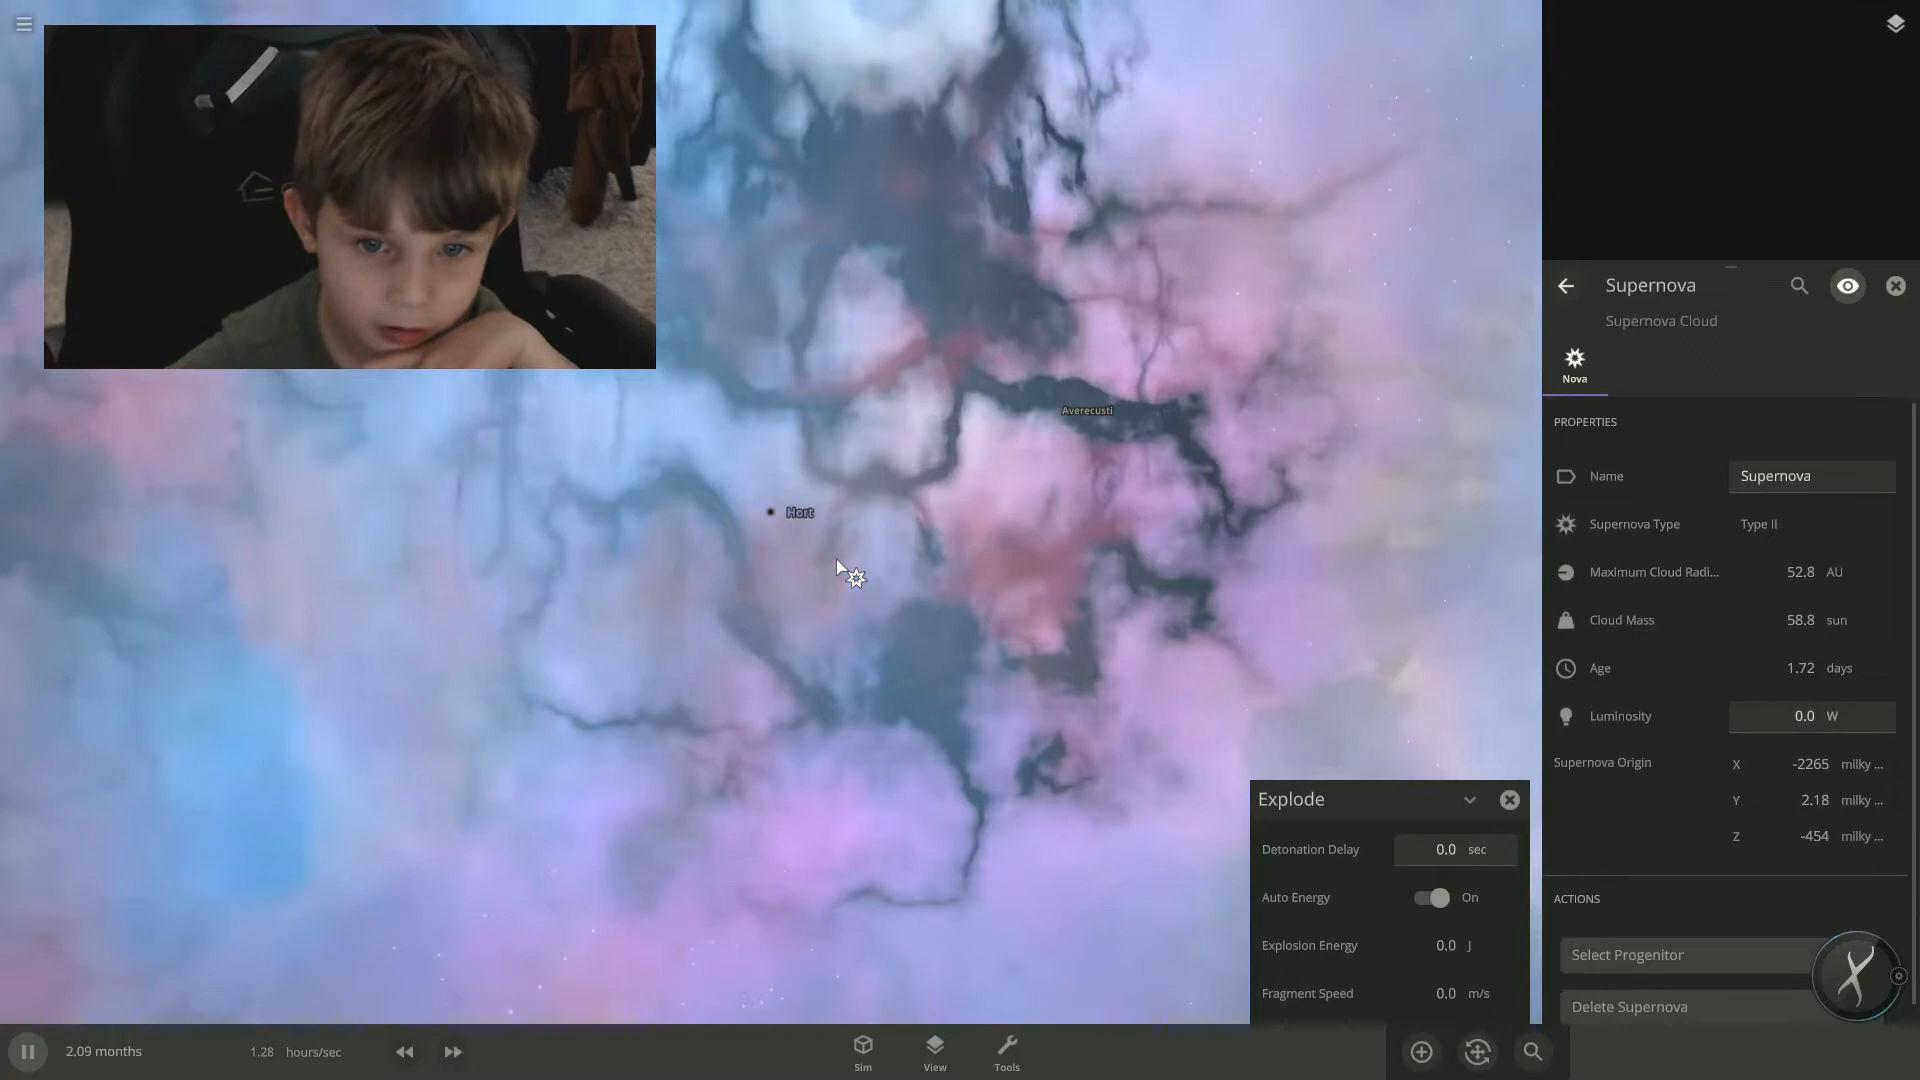 Supernova
Supernova Cloud
Nova
Averecusti
PROPERTIES
Name Supernova
Hort
Supernova Type Type II
Maximum Cloud Radi... 52.8 AU
Cloud Mass 58.8 sun
Age 1.72 days
Luminosity 0.0 W
Supernova Origin X -2265 milky ...
Y 2.18 milky ...
Z -454 milky ...
Explode
Detonation Delay 0.0 sec
Auto Energy On
Explosion Energy 0.0 J
Fragment Speed 0.0 m/s
ACTIONS
Select Progenitor
Delete Supernova
2.09 months 1.28 hours/sec
Sim View Tools